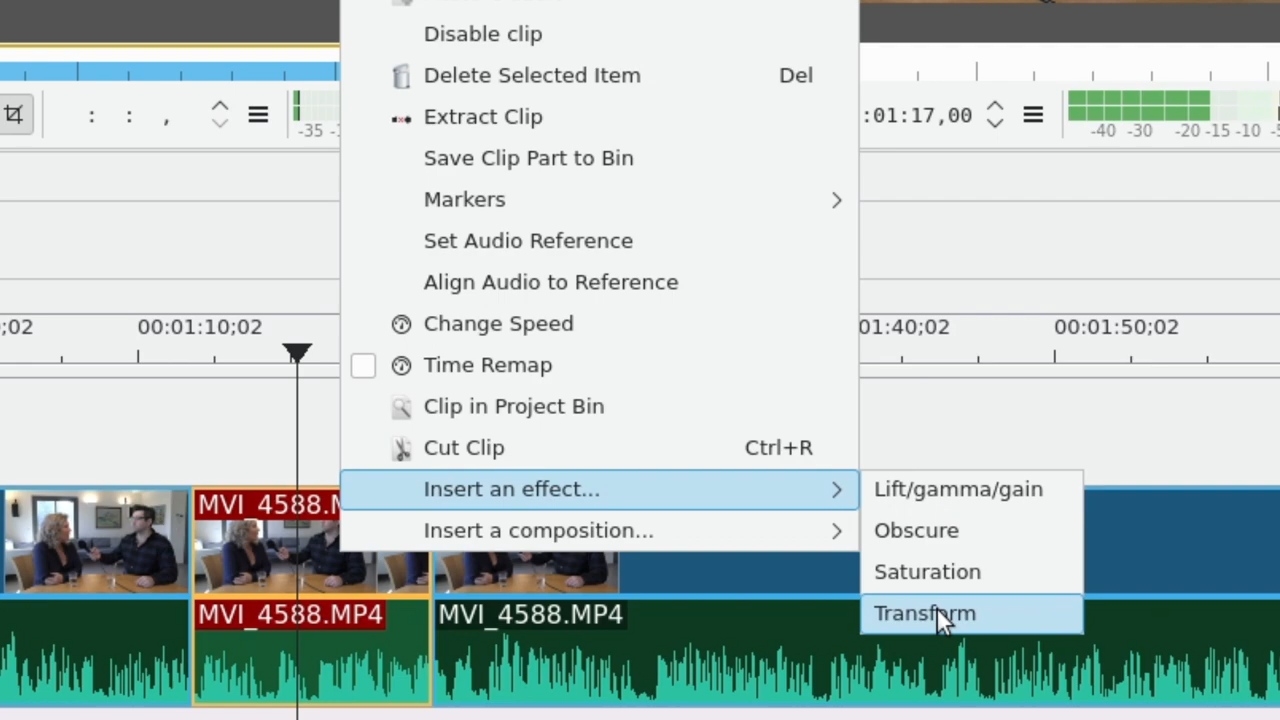 Disable clip
Delete Selected Item Del
Extract Clip
Save Clip Part to Bin
Markers
Set Audio Reference
Align Audio to Reference
Change Speed
Time Remap
Clip in Project Bin
Cut Clip Ctrl+R
Insert an effect...
Insert a composition...
Lift/gamma/gain
Obscure
Saturation
Transform
: : ,
-35
:01:17,00
-40 -30 -20 -15 -10
;02 00:01:10;02 01:40;02 00:01:50;02
MVI_4588.M
MVI_4588.MP4 MVI_4588.MP4